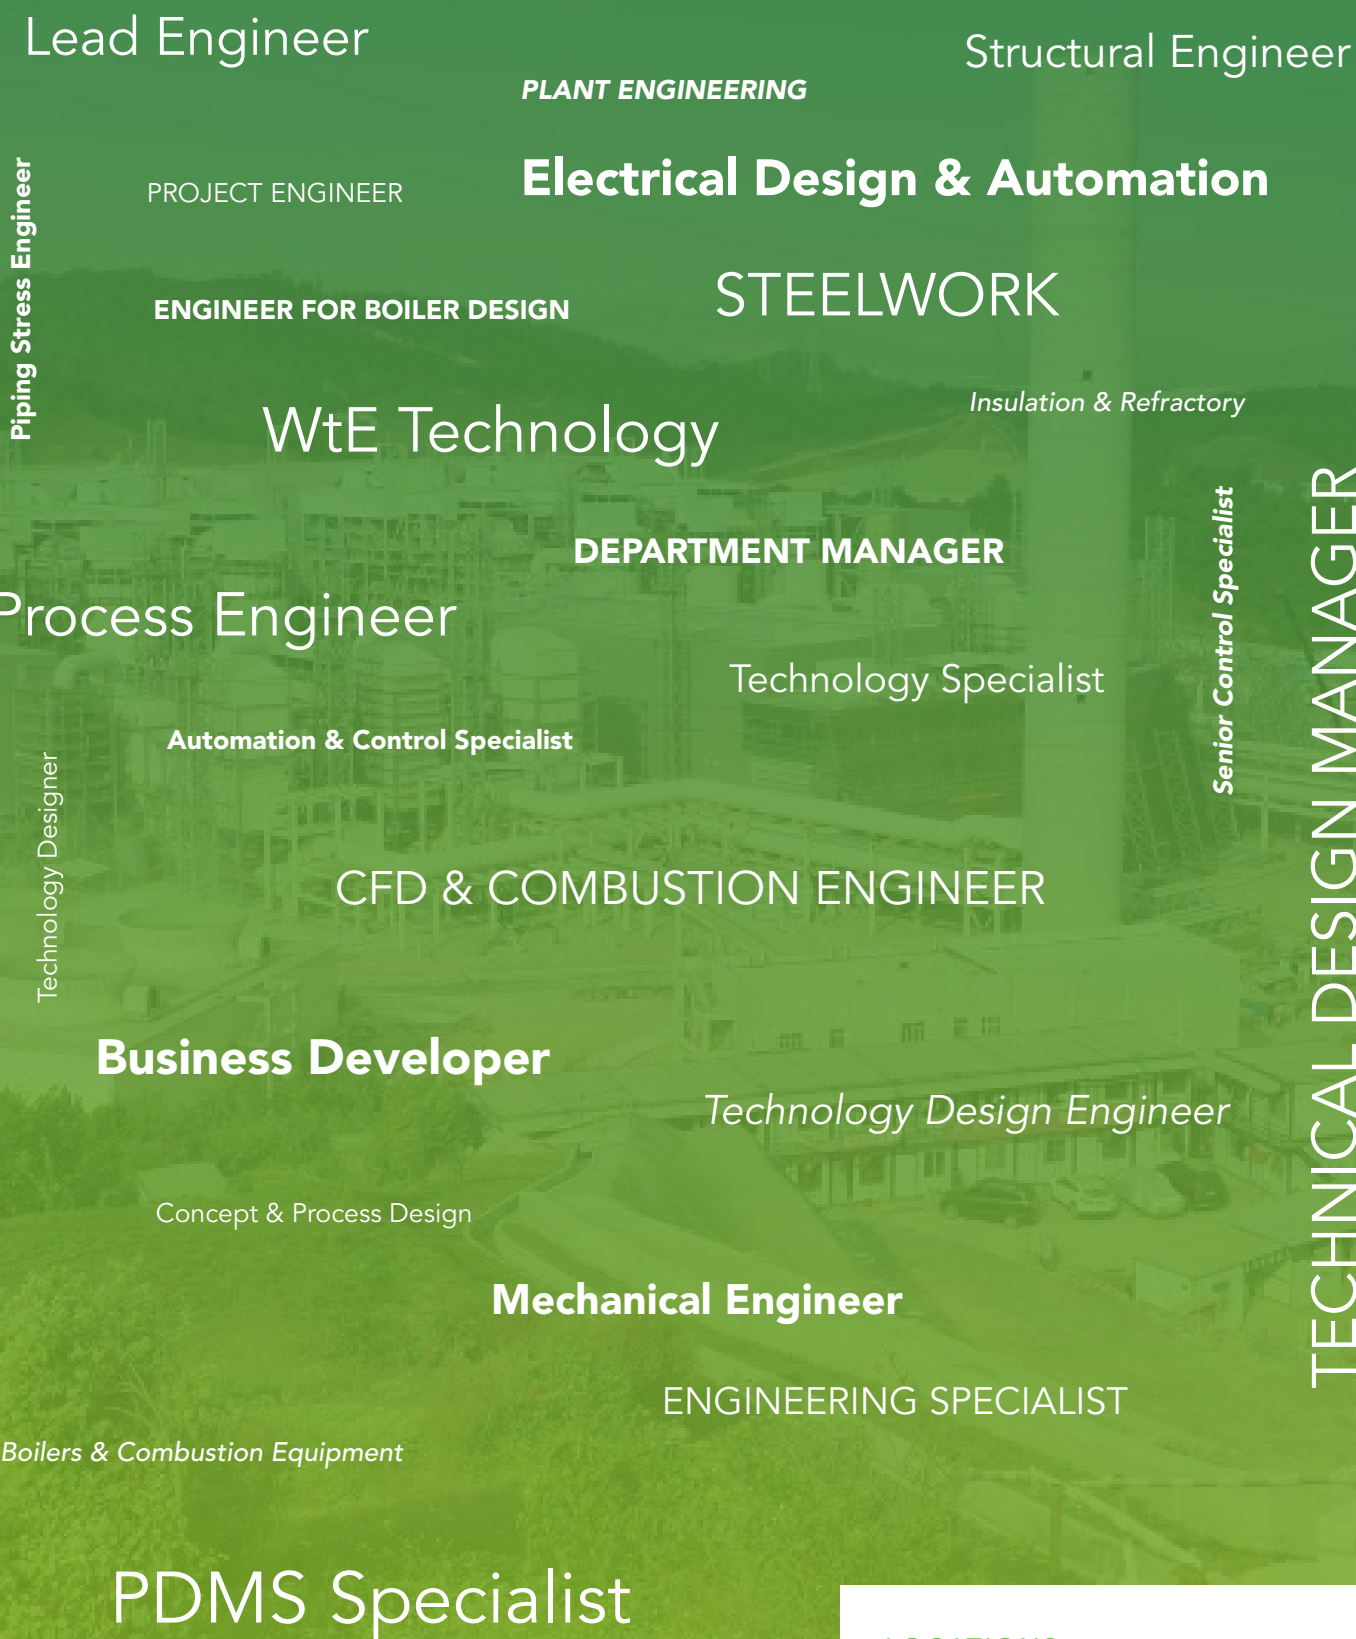 Lead Engineer
Structural Engineer
PLANT ENGINEERING
Piping Stress Engineer
PROJECT ENGINEER
Electrical Design & Automation
ENGINEER FOR BOILER DESIGN
STEELWORK
Insulation & Refractory
WtE Technology
Senior Control Specialist
TECHNICAL DESIGN MANAGER
DEPARTMENT MANAGER
Process Engineer
Technology Specialist
Automation & Control Specialist
Technology Designer
CFD & COMBUSTION ENGINEER
Business Developer
Technology Design Engineer
Concept & Process Design
Mechanical Engineer
ENGINEERING SPECIALIST
Boilers & Combustion Equipment
PDMS Specialist